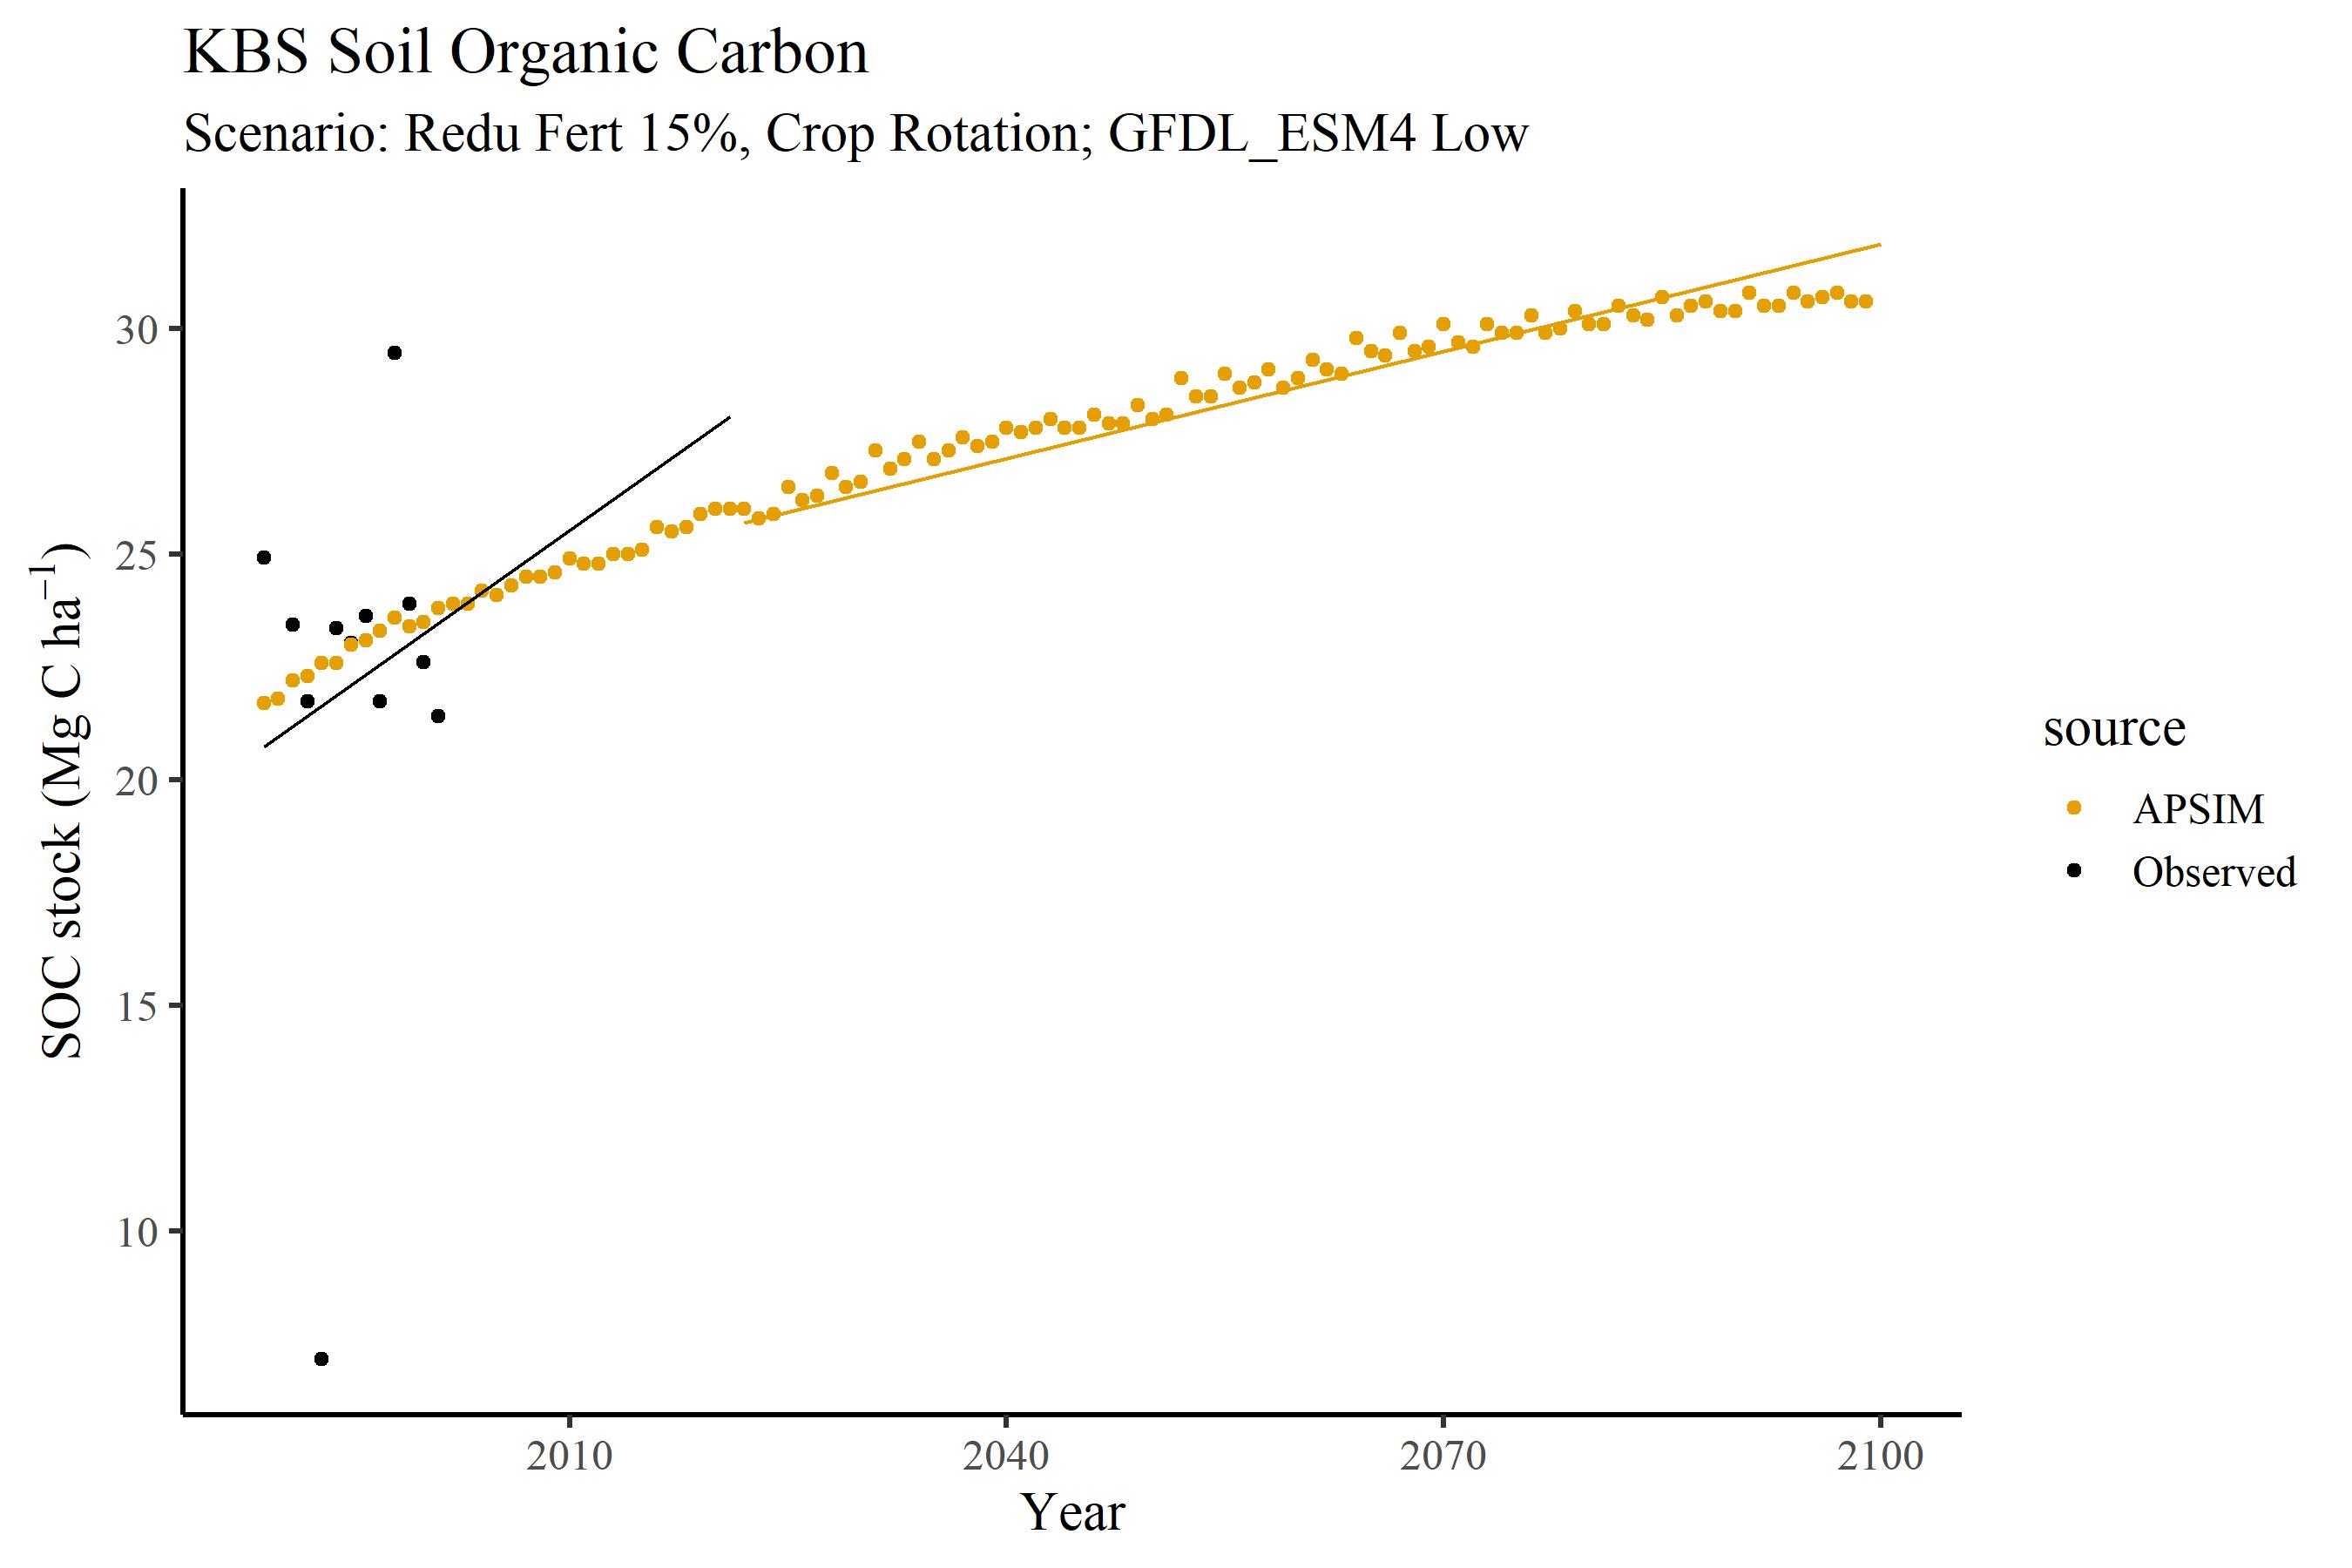 KBS Soil Organic Carbon
Scenario: Redu Fert 15%, Crop Rotation; GFDL_ESM4 Low
SOC stock (Mg C ha⁻¹)
30
25
20
15
10
2010
2040
2070
2100
Year
source
APSIM
Observed